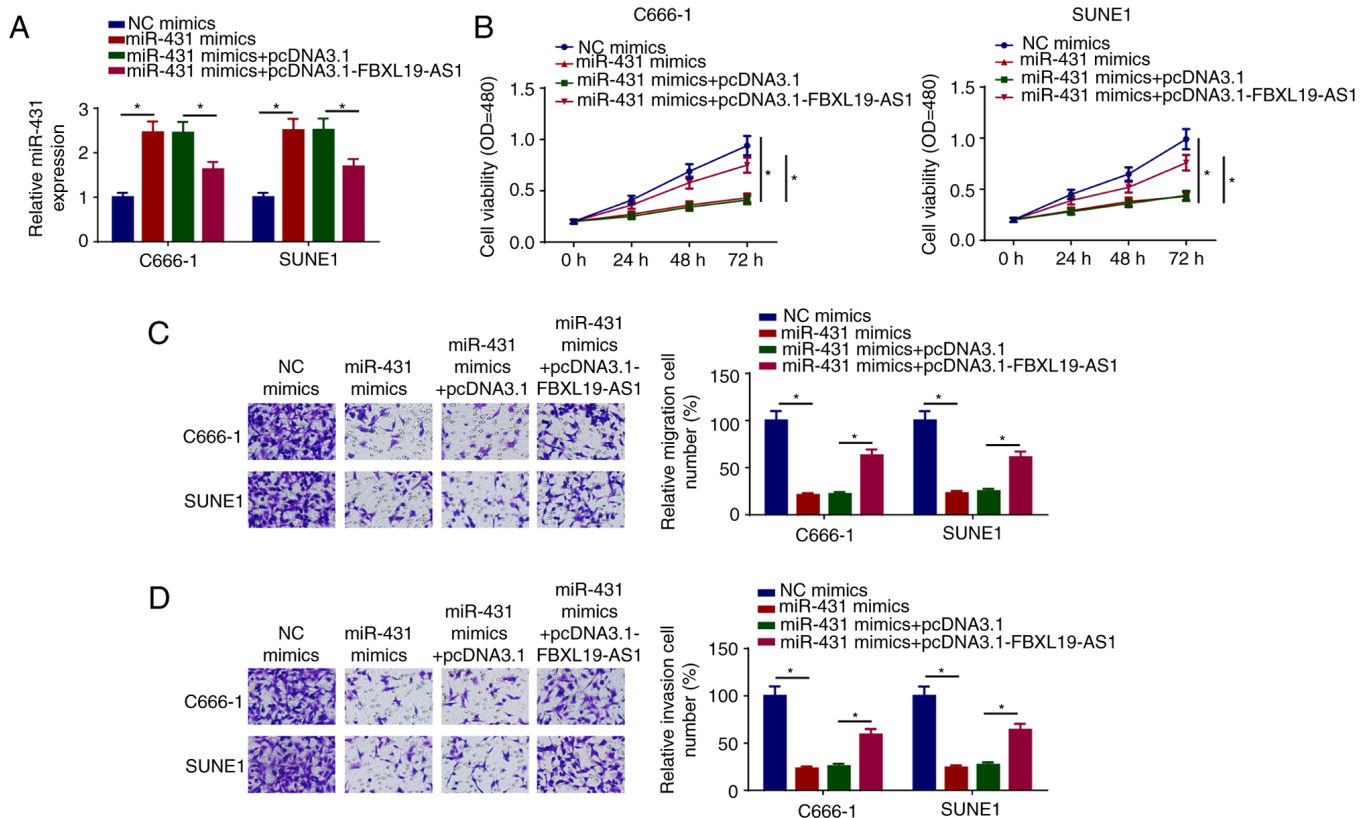 A
NC mimics
miR-431 mimics
miR-431 mimics+pcDNA3.1
miR-431 mimics+pcDNA3.1-FBXL19-AS1
Relative miR-431
expression
3
2
1
0
* * * *
C666-1 SUNE1
B
C666-1
NC mimics
miR-431 mimics
miR-431 mimics+pcDNA3.1
miR-431 mimics+pcDNA3.1-FBXL19-AS1
Cell viability (OD=480)
1.5
1.0
0.5
0.0
* *
0 h 24 h 48 h 72 h
SUNE1
NC mimics
miR-431 mimics
miR-431 mimics+pcDNA3.1
miR-431 mimics+pcDNA3.1-FBXL19-AS1
Cell viability (OD=480)
1.5
1.0
0.5
0.0
* *
0 h 24 h 48 h 72 h
C
NC
mimics
miR-431
mimics
miR-431
mimics
+pcDNA3.1
miR-431
mimics
+pcDNA3.1-
FBXL19-AS1
C666-1
SUNE1
NC mimics
miR-431 mimics
miR-431 mimics+pcDNA3.1
miR-431 mimics+pcDNA3.1-FBXL19-AS1
Relative migration cell
number (%)
150
100
50
0
* * * *
C666-1 SUNE1
D
NC
mimics
miR-431
mimics
miR-431
mimics
+pcDNA3.1
miR-431
mimics
+pcDNA3.1-
FBXL19-AS1
C666-1
SUNE1
NC mimics
miR-431 mimics
miR-431 mimics+pcDNA3.1
miR-431 mimics+pcDNA3.1-FBXL19-AS1
Relative invasion cell
number (%)
150
100
50
0
* * * *
C666-1 SUNE1